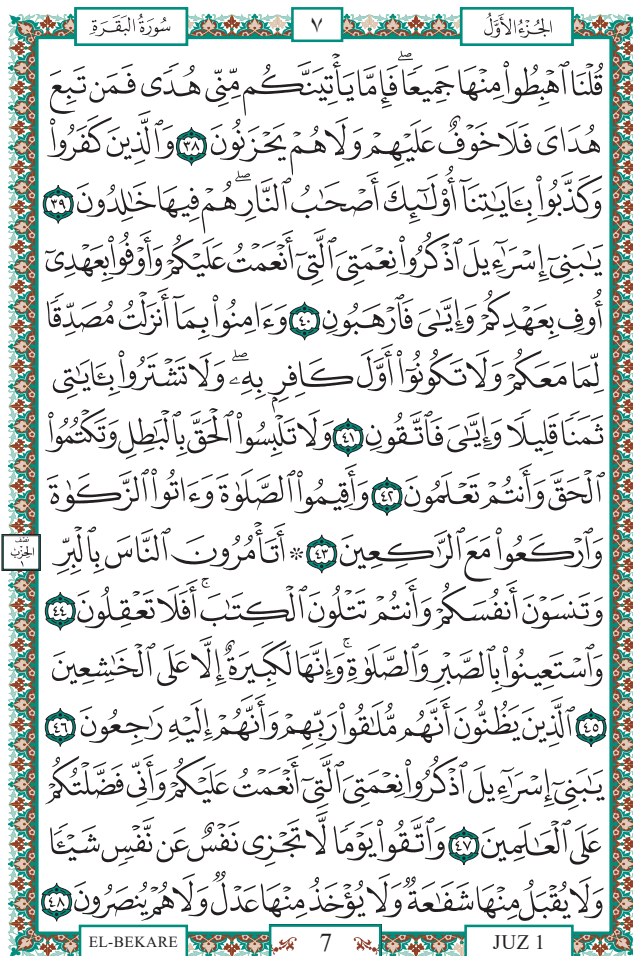 سُورَةُ البَقَرَةِ
٧
الجُزْءُ الأَوَّلُ
قُلْنَا ٱهْبِطُوا۟ مِنْهَا جَمِيعًۭا ۖ فَإِمَّا يَأْتِيَنَّكُم مِّنِّى هُدًۭى فَمَن تَبِعَ
هُدَاىَ فَلَا خَوْفٌ عَلَيْهِمْ وَلَا هُمْ يَحْزَنُونَ ٣٨ وَٱلَّذِينَ كَفَرُوا۟
وَكَذَّبُوا۟ بِـَٔايَـٰتِنَآ أُو۟لَـٰٓئِكَ أَصْحَـٰبُ ٱلنَّارِ ۖ هُمْ فِيهَا خَـٰلِدُونَ ٣٩
يَـٰبَنِىٓ إِسْرَٰٓءِيلَ ٱذْكُرُوا۟ نِعْمَتِىَ ٱلَّتِىٓ أَنْعَمْتُ عَلَيْكُمْ وَأَوْفُوا۟ بِعَهْدِىٓ
أُوفِ بِعَهْدِكُمْ وَإِيَّـٰىَ فَٱرْهَبُونِ ٤٠ وَءَامِنُوا۟ بِمَآ أَنزَلْتُ مُصَدِّقًۭا
لِّمَا مَعَكُمْ وَلَا تَكُونُوٓا۟ أَوَّلَ كَافِرٍۭ بِهِۦ ۖ وَلَا تَشْتَرُوا۟ بِـَٔايَـٰتِى
ثَمَنًۭا قَلِيلًۭا وَإِيَّـٰىَ فَٱتَّقُونِ ٤١ وَلَا تَلْبِسُوا۟ ٱلْحَقَّ بِٱلْبَـٰطِلِ وَتَكْتُمُوا۟
ٱلْحَقَّ وَأَنتُمْ تَعْلَمُونَ ٤٢ وَأَقِيمُوا۟ ٱلصَّلَوٰةَ وَءَاتُوا۟ ٱلزَّكَوٰةَ
وَٱرْكَعُوا۟ مَعَ ٱلرَّٰكِعِينَ ٤٣ ۞ أَتَأْمُرُونَ ٱلنَّاسَ بِٱلْبِرِّ
نِصْف
الحِزْبِ
١
وَتَنسَوْنَ أَنفُسَكُمْ وَأَنتُمْ تَتْلُونَ ٱلْكِتَـٰبَ ۚ أَفَلَا تَعْقِلُونَ ٤٤
وَٱسْتَعِينُوا۟ بِٱلصَّبْرِ وَٱلصَّلَوٰةِ ۚ وَإِنَّهَا لَكَبِيرَةٌ إِلَّا عَلَى ٱلْخَـٰشِعِينَ
٤٥ ٱلَّذِينَ يَظُنُّونَ أَنَّهُم مُّلَـٰقُوا۟ رَبِّهِمْ وَأَنَّهُمْ إِلَيْهِ رَٰجِعُونَ ٤٦
يَـٰبَنِىٓ إِسْرَٰٓءِيلَ ٱذْكُرُوا۟ نِعْمَتِىَ ٱلَّتِىٓ أَنْعَمْتُ عَلَيْكُمْ وَأَنِّى فَضَّلْتُكُمْ
عَلَى ٱلْعَـٰلَمِينَ ٤٧ وَٱتَّقُوا۟ يَوْمًۭا لَّا تَجْزِى نَفْسٌ عَن نَّفْسٍۢ شَيْـًۭٔا
وَلَا يُقْبَلُ مِنْهَا شَفَـٰعَةٌۭ وَلَا يُؤْخَذُ مِنْهَا عَدْلٌۭ وَلَا هُمْ يُنصَرُونَ ٤٨
EL-BEKARE
7
JUZ 1